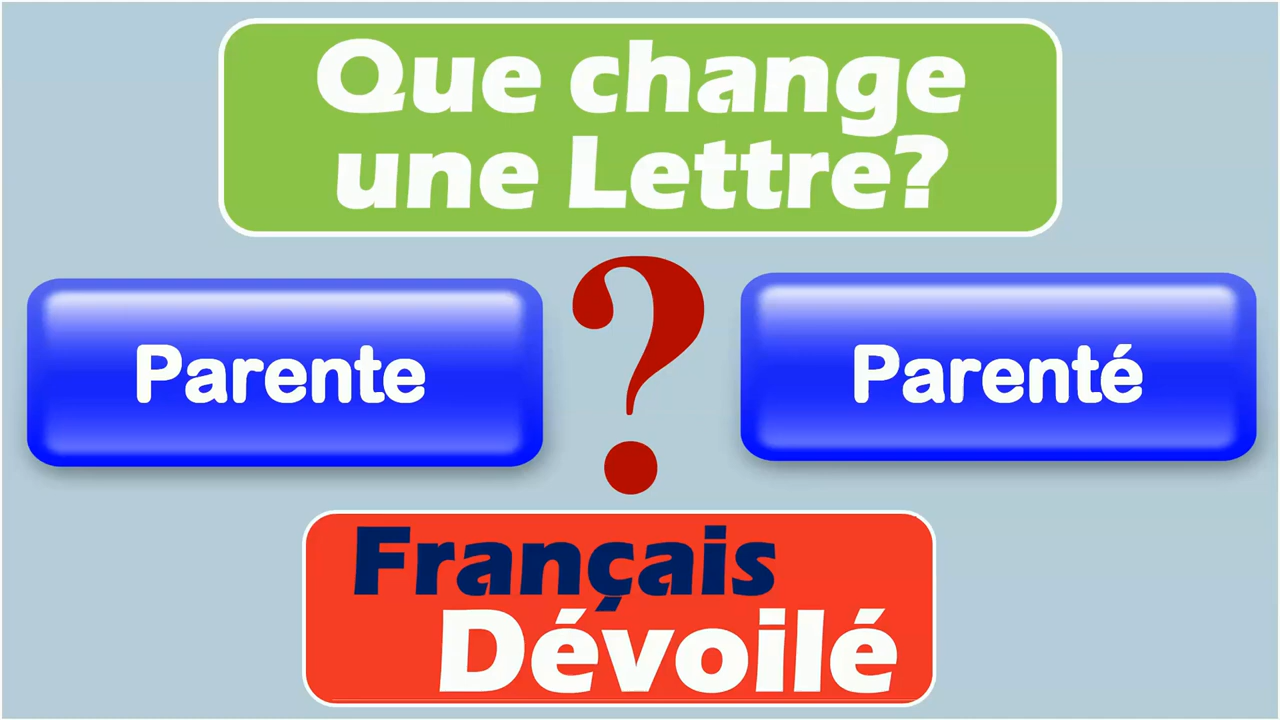 Que change
une Lettre?
Parente
?
Parenté
Français
Dévoilé